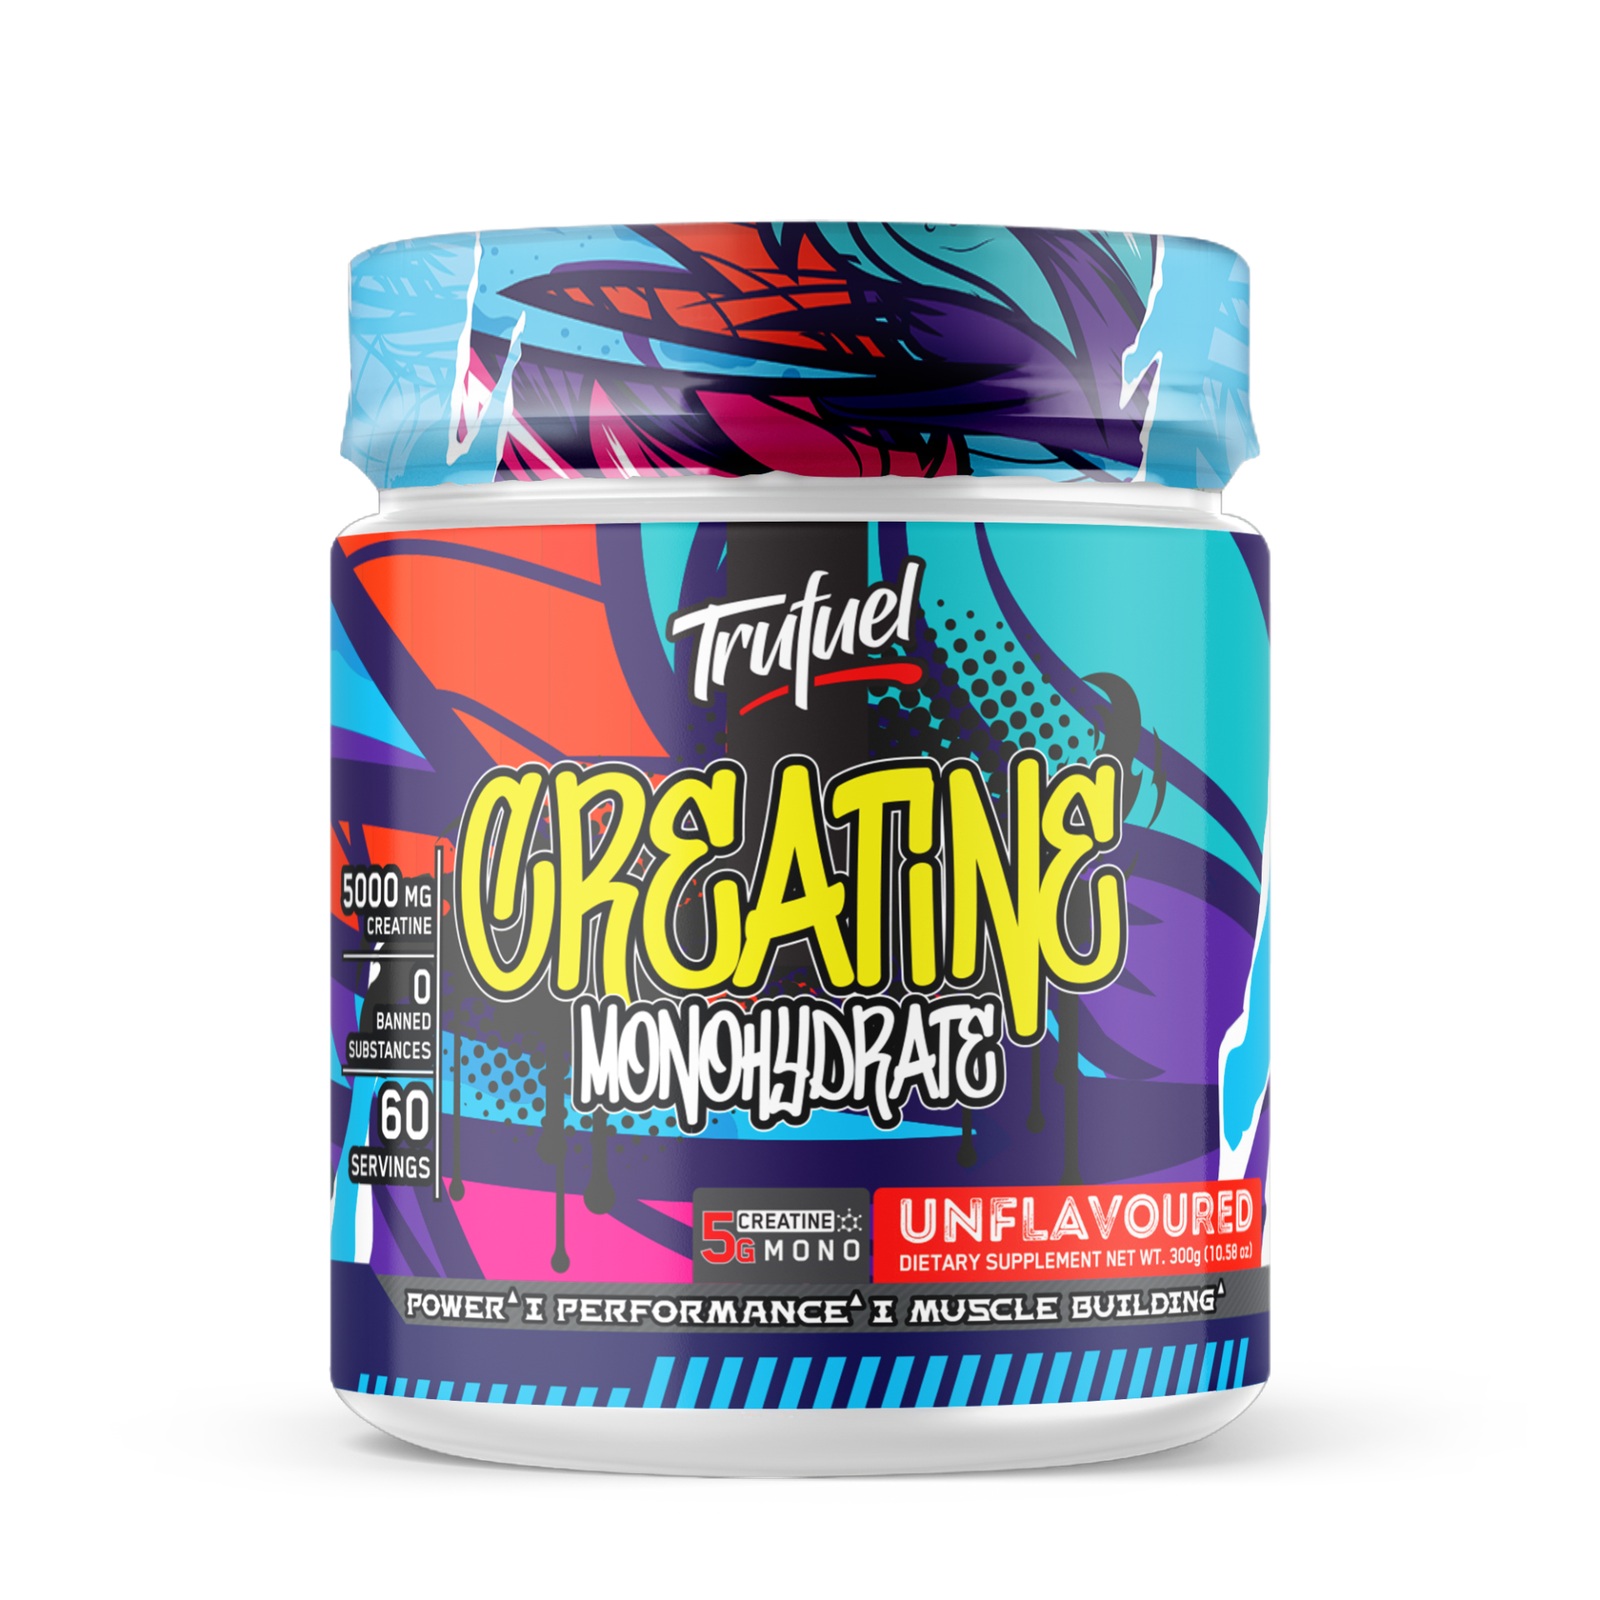 Trufuel
CREATINE
MONOHYDRATE
5000 MG
CREATINE
0
BANNED
SUBSTANCES
60
SERVINGS
5G CREATINE
MONO
UNFLAVOURED
DIETARY SUPPLEMENT NET WT. 300g (10.58 oz)
POWER▲ I PERFORMANCE▲ I MUSCLE BUILDING▲